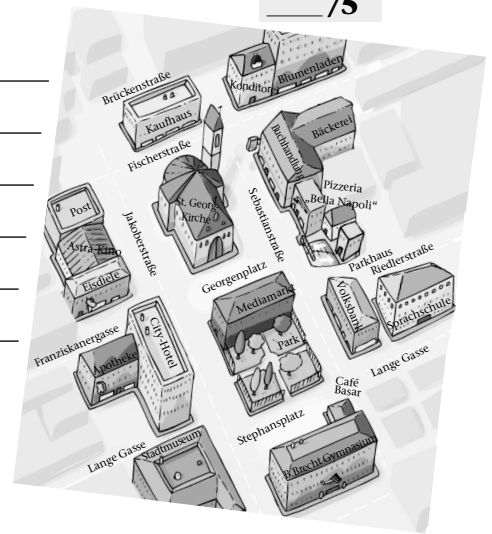 /5
Brückenstraße
Konditorei
Blumenladen
Kaufhaus
Fischerstraße
Buchhandlung
Bäckerei
St. Georg
Kirche
Pizzeria
„Bella Napoli“
Post
Astra-Kino
Eisdiele
Jakoberstraße
Sebastianstraße
Georgenplatz
Parkhaus
Riedlerstraße
Mediamarkt
Volksbank
Sprachschule
Franziskanergasse
Apotheke
City-Hotel
Park
Lange Gasse
Café
Basar
Stephansplatz
Lange Gasse
Stadmuseum
B.Brecht Gymnasium